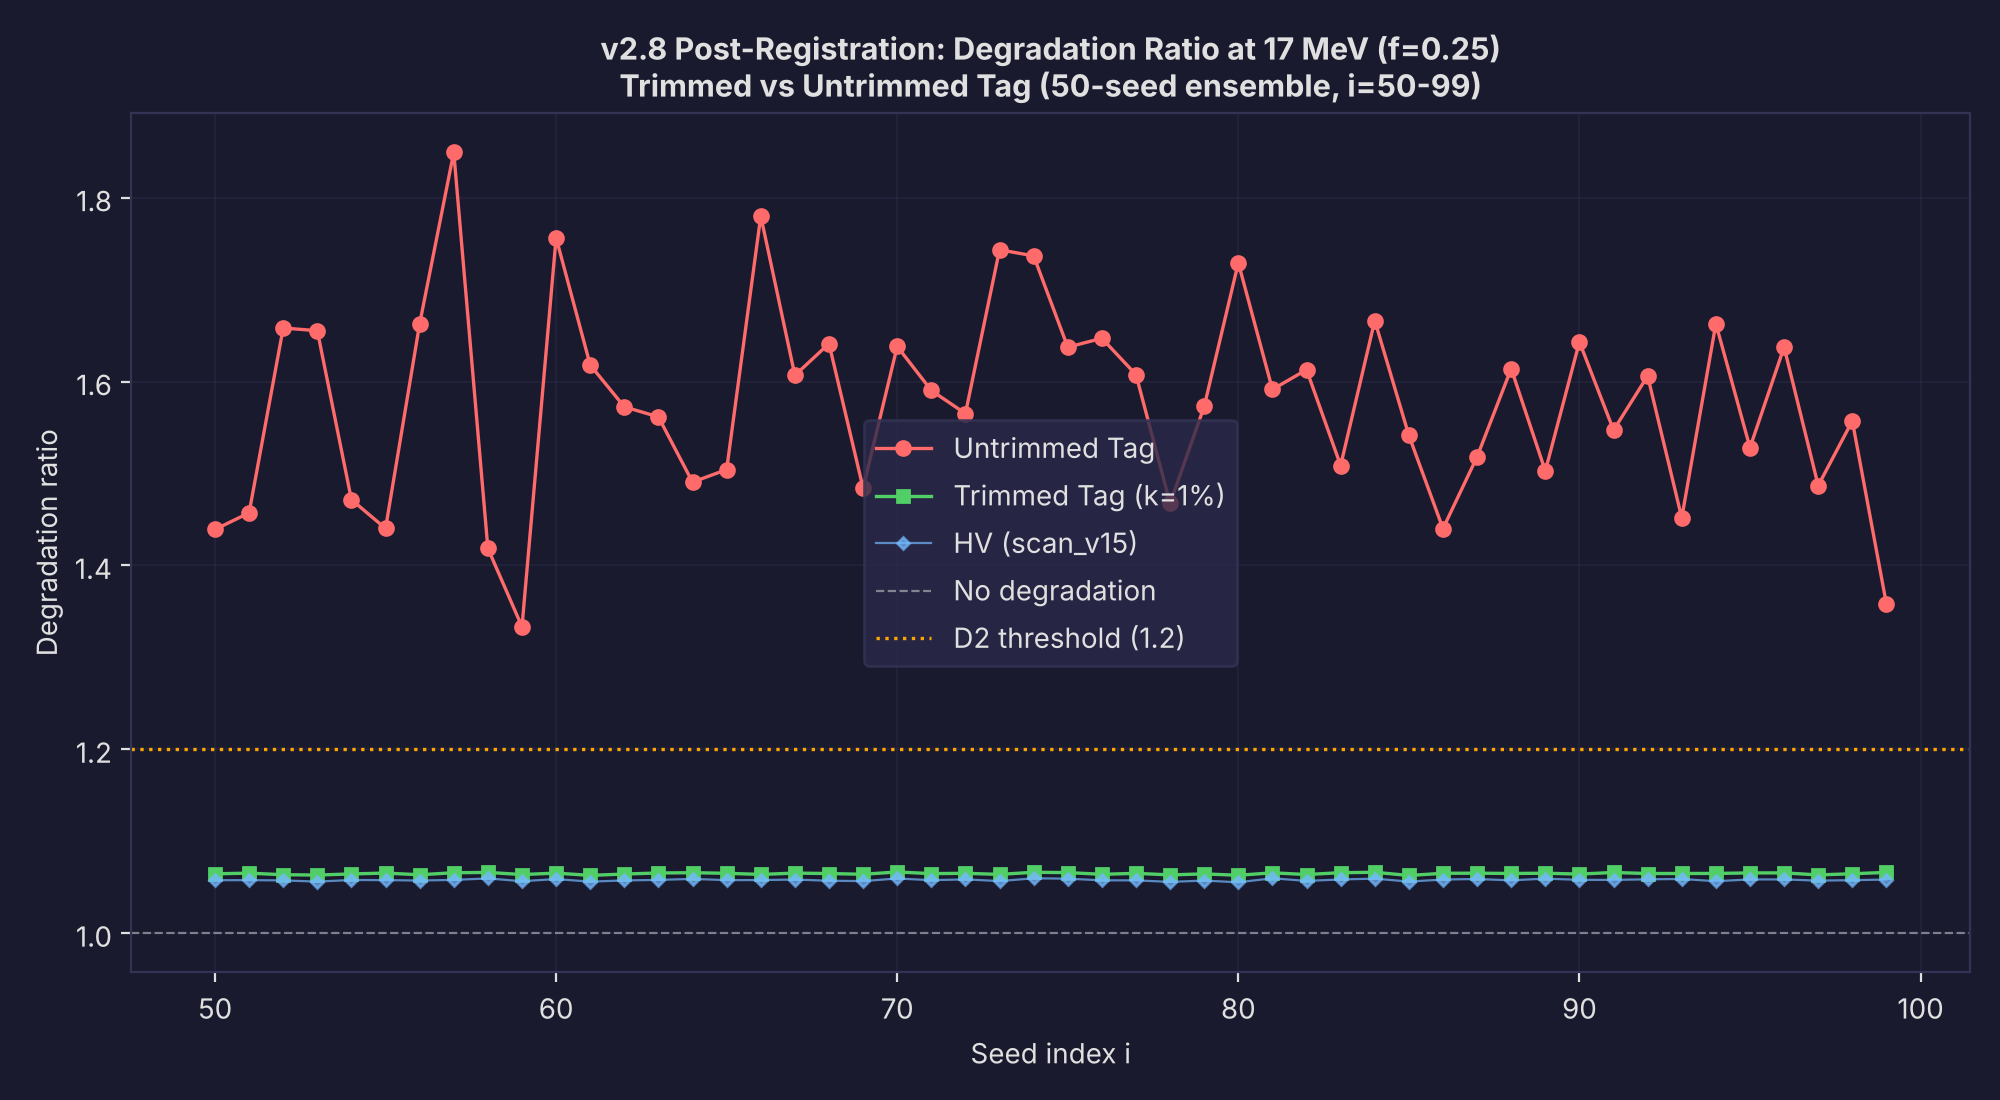 v2.8 Post-Registration: Degradation Ratio at 17 MeV (f=0.25)
Trimmed vs Untrimmed Tag (50-seed ensemble, i=50-99)
Degradation ratio
1.8
1.6
1.4
1.2
1.0
Untrimmed Tag
Trimmed Tag (k=1%)
HV (scan_v15)
No degradation
D2 threshold (1.2)
50
60
70
80
90
100
Seed index i